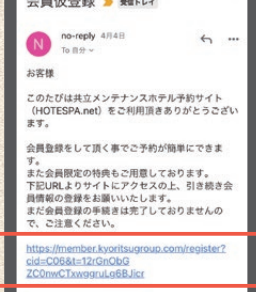 会員仮登録 受信トレイ
N
no-reply 4月4日
To 自分
お客様
このたびは共立メンテナンスホテル予約サイト
（HOTESPA.net）をご利用頂きありがとうござい
ます。
会員登録をして頂く事でご予約が簡単にできま
す。
また会員限定の特典もご用意しております。
下記URLよりサイトにアクセスの上、引き続き会
員情報の登録をお願いいたします。
まだ会員登録の手続きは完了しておりませんの
で、ご注意ください。
https://member.kyoritsugroup.com/register?
cid=C06&t=12rGnObG
ZC0nwCTxwggruLg6BJicr